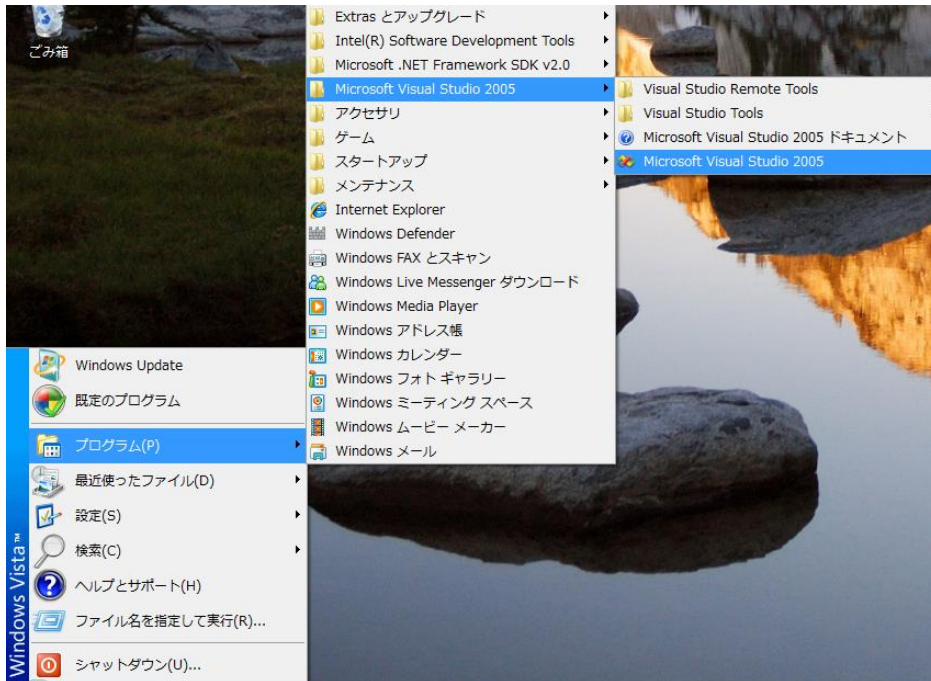 ごみ箱
Extras とアップグレード
Intel(R) Software Development Tools
Microsoft .NET Framework SDK v2.0
Microsoft Visual Studio 2005
アクセサリ
ゲーム
スタートアップ
メンテナンス
Internet Explorer
Windows Defender
Windows FAX とスキャン
Windows Live Messenger ダウンロード
Windows Media Player
Windows アドレス帳
Windows カレンダー
Windows フォト ギャラリー
Windows ミーティング スペース
Windows ムービー メーカー
Windows メール
Visual Studio Remote Tools
Visual Studio Tools
Microsoft Visual Studio 2005 ドキュメント
Microsoft Visual Studio 2005
Windows Update
既定のプログラム
プログラム(P)
最近使ったファイル(D)
設定(S)
検索(C)
ヘルプとサポート(H)
ファイル名を指定して実行(R)...
シャットダウン(U)...
Windows Vista™